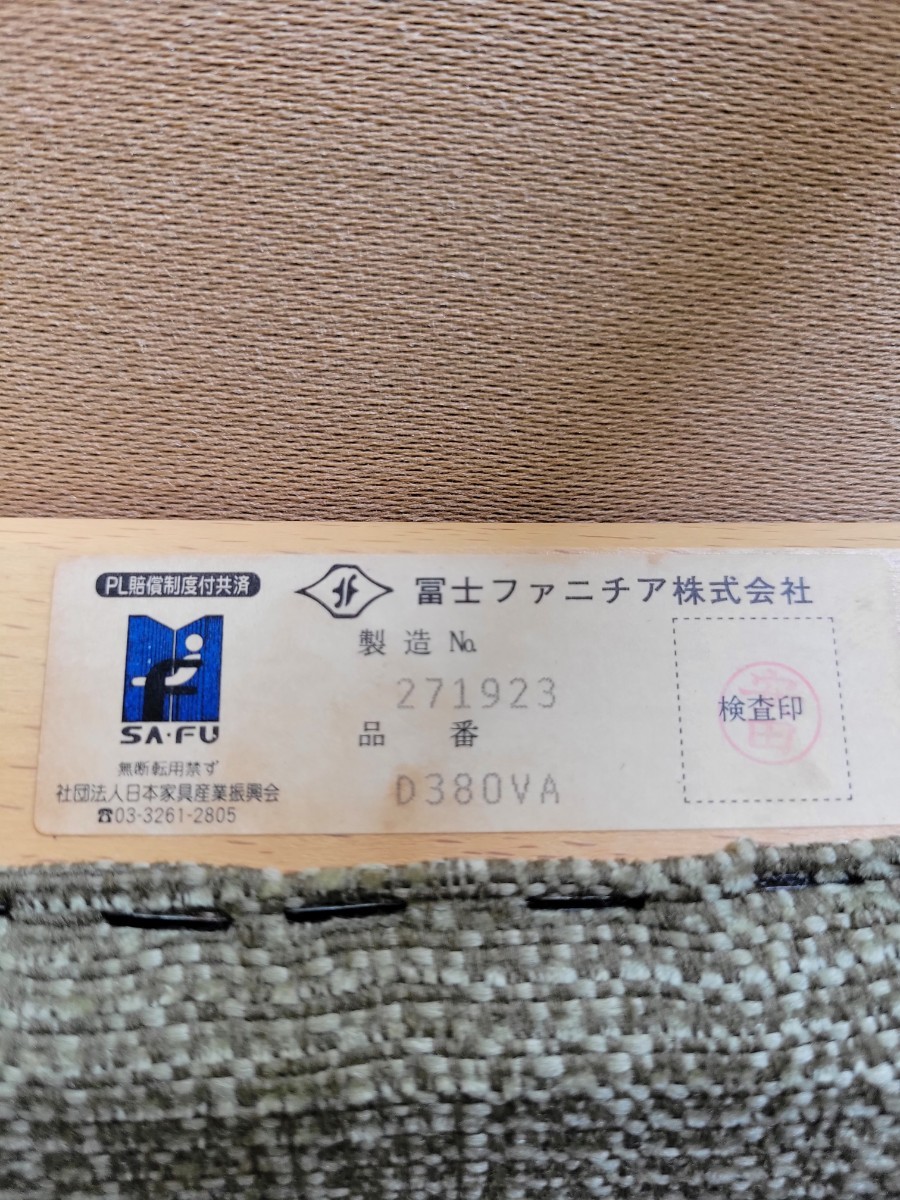 PL賠償制度付共済
SA·FU
無断転用禁ず
社団法人日本家具産業振興会
☎03-3261-2805
冨士ファニチア株式会社
製造 №
271923
品番
D380VA
検査印